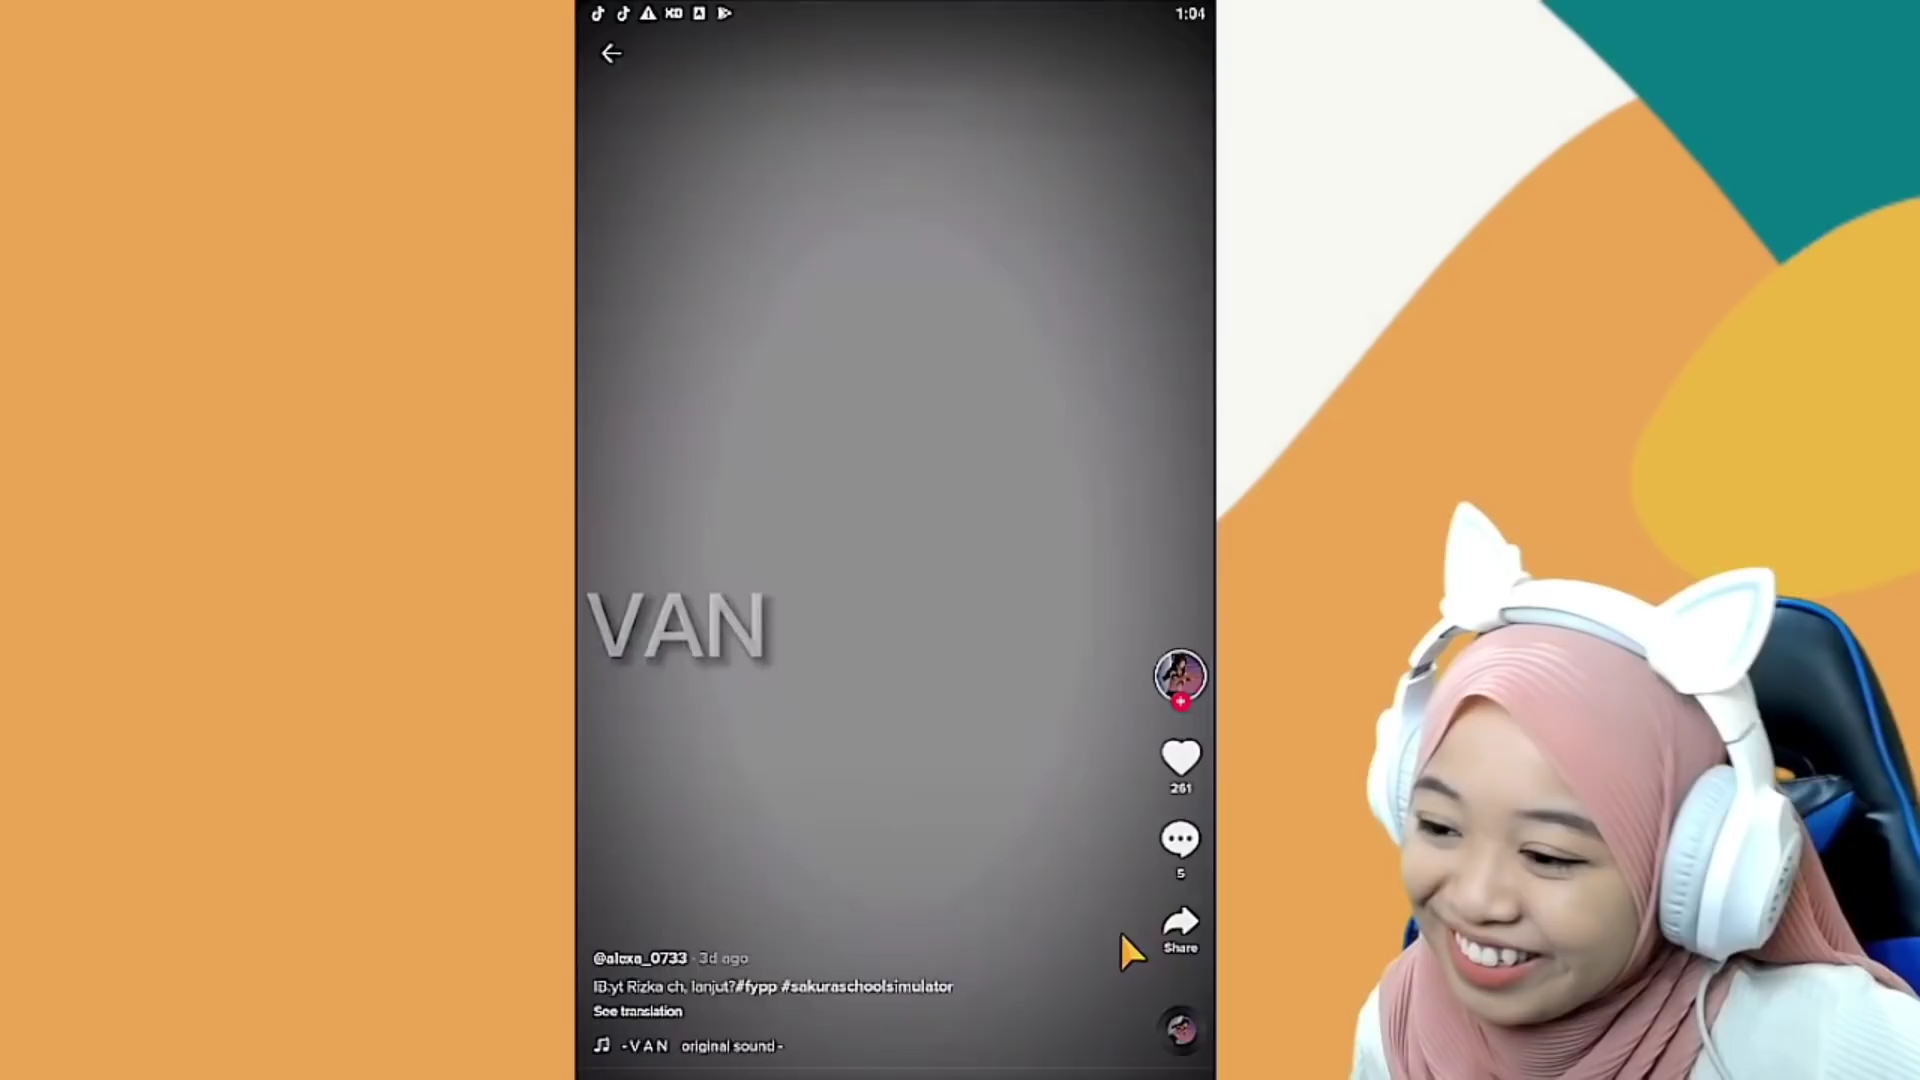 1:04
VAN
261
5
Share
@alexa_0733 · 3d ago
IB:yt Rizka ch, lanjut?#fypp #sakuraschoolsimulator
See translation
-V A N original sound -